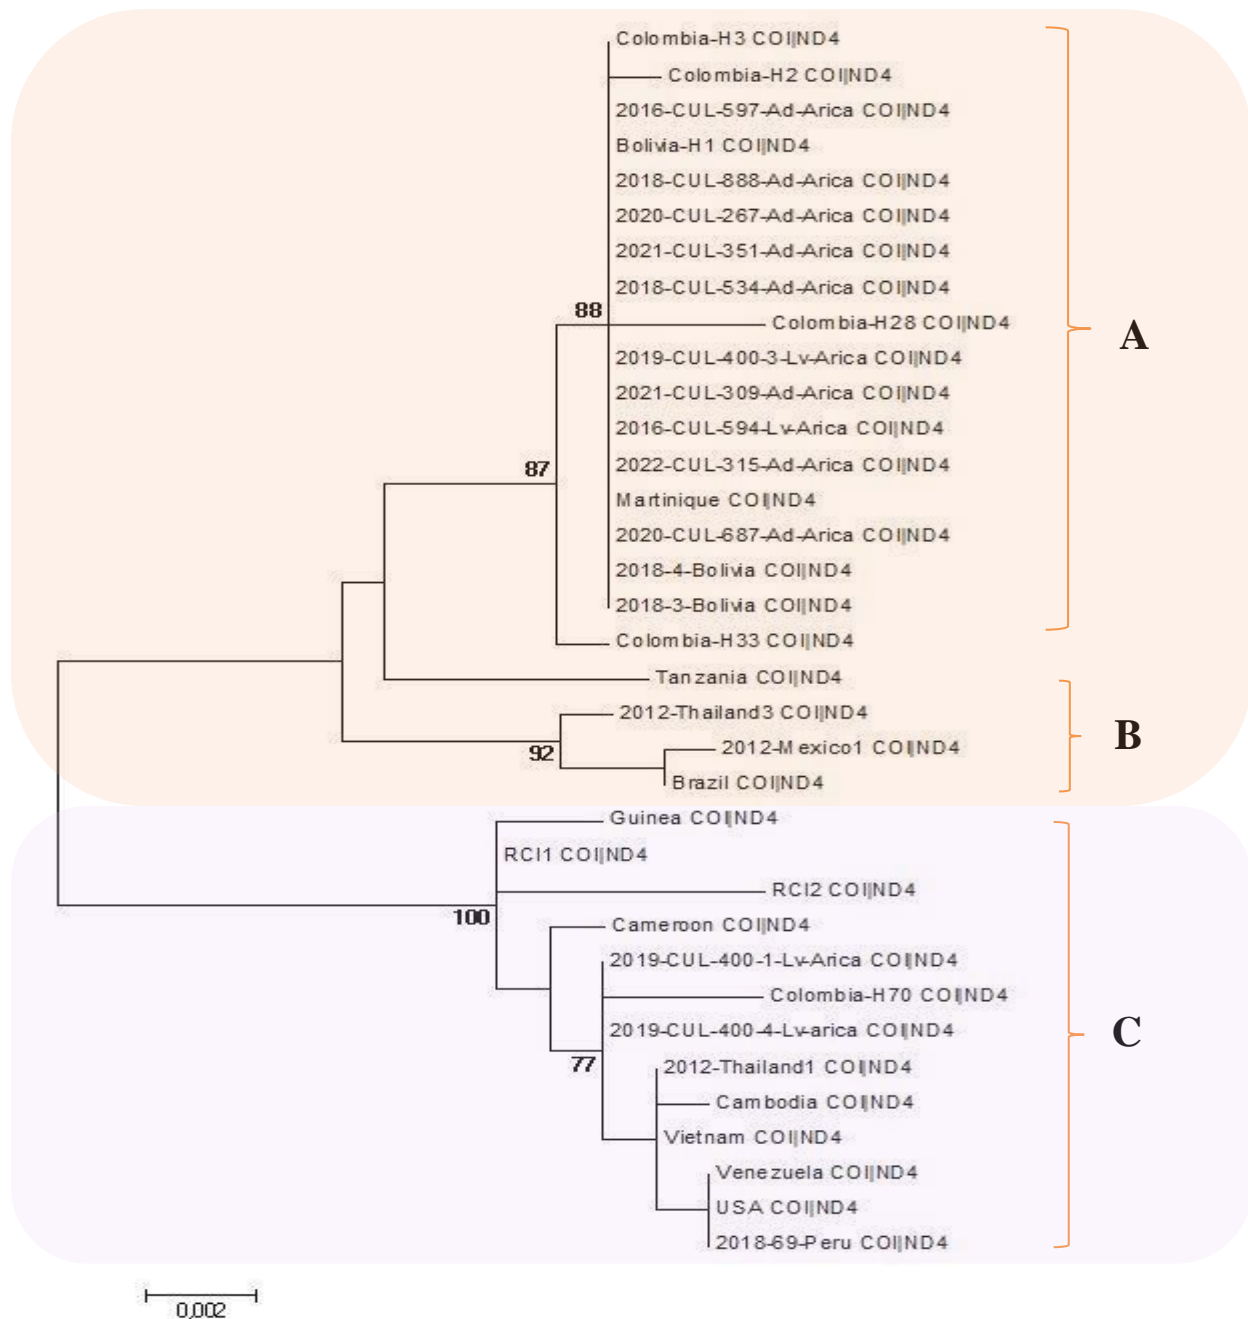 Colombia-H3 COI|ND4
Colombia-H2 COI|ND4
2016-CUL-597-Ad-Arica COI|ND4
Bolivia-H1 COI|ND4
2018-CUL-888-Ad-Arica COI|ND4
2020-CUL-267-Ad-Arica COI|ND4
2021-CUL-351-Ad-Arica COI|ND4
2018-CUL-534-Ad-Arica COI|ND4
88
Colombia-H28 COI|ND4
A
2019-CUL-400-3-Lv-Arica COI|ND4
2021-CUL-309-Ad-Arica COI|ND4
2016-CUL-594-Lv-Arica COI|ND4
87
2022-CUL-315-Ad-Arica COI|ND4
Martinique COI|ND4
2020-CUL-687-Ad-Arica COI|ND4
2018-4-Bolivia COI|ND4
2018-3-Bolivia COI|ND4
Colombia-H33 COI|ND4
Tanzania COI|ND4
2012-Thailand3 COI|ND4
B
92
2012-Mexico1 COI|ND4
Brazil COI|ND4
Guinea COI|ND4
RCI1 COI|ND4
RCI2 COI|ND4
100
Cameroon COI|ND4
2019-CUL-400-1-Lv-Arica COI|ND4
Colombia-H70 COI|ND4
2019-CUL-400-4-Lv-arica COI|ND4
C
77
2012-Thailand1 COI|ND4
Cambodia COI|ND4
Vietnam COI|ND4
Venezuela COI|ND4
USA COI|ND4
2018-69-Peru COI|ND4
0,002